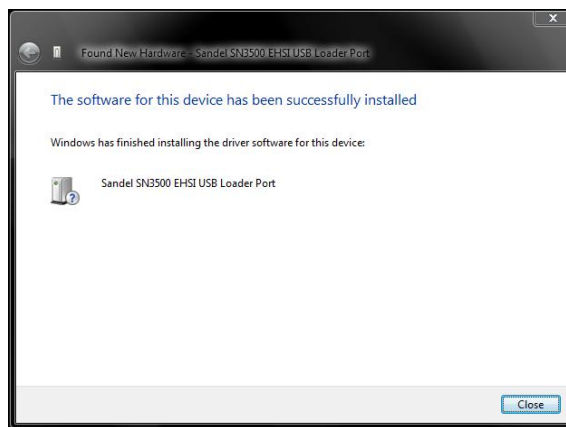 Found New Hardware - Sandel SN3500 EHSI USB Loader Port
The software for this device has been successfully installed
Windows has finished installing the driver software for this device:
Sandel SN3500 EHSI USB Loader Port
Close